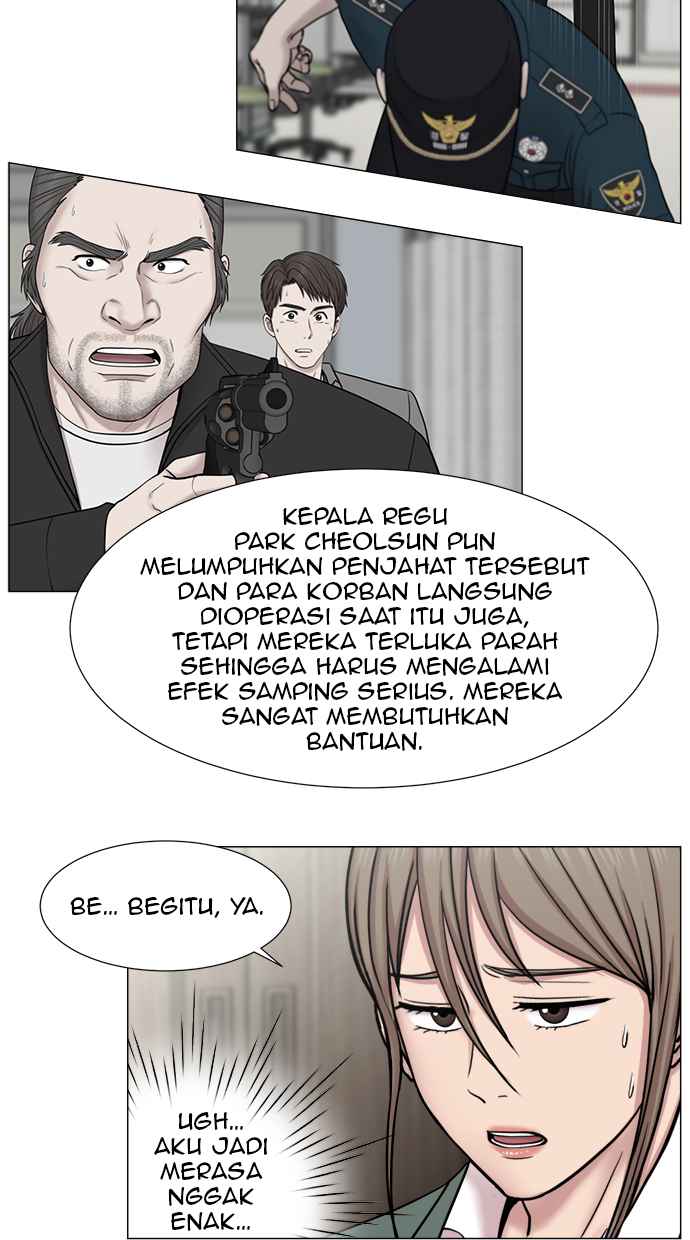 KEPALA REGU
PARK CHEOLSUN PUN
MELUMPUHKAN PENJAHAT TERSEBUT
DAN PARA KORBAN LANGSUNG
DIOPERASI SAAT ITU JUGA,
TETAPI MEREKA TERLUKA PARAH
SEHINGGA HARUS MENGALAMI
EFEK SAMPING SERIUS. MEREKA
SANGAT MEMBUTUHKAN
BANTUAN.
BE... BEGITU, YA.
UGH...
AKU JADI
MERASA
NGGAK
ENAK...